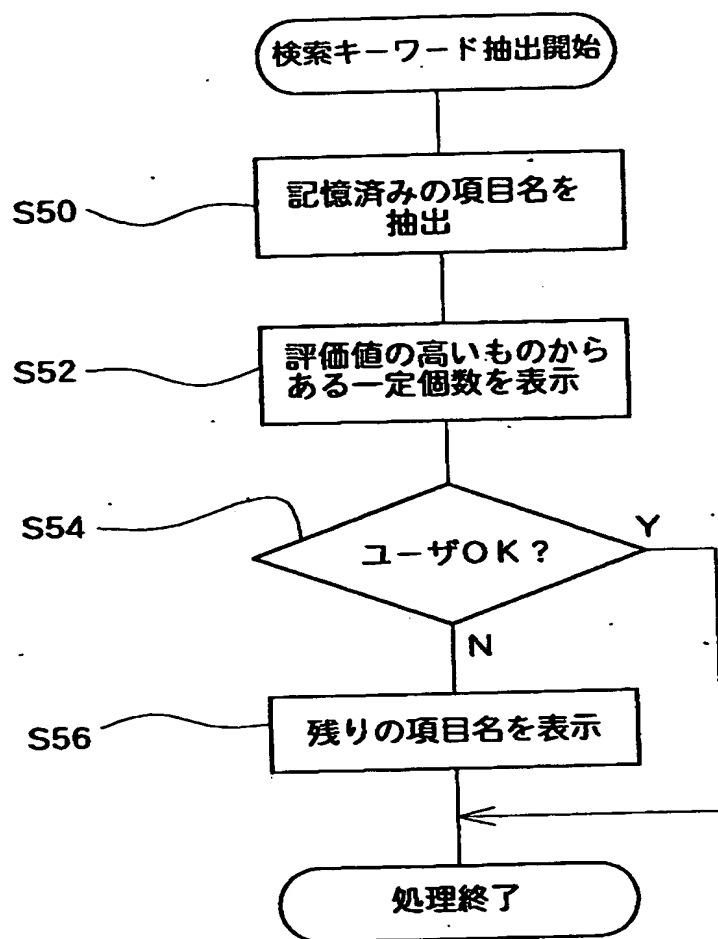 検索キーワード抽出開始
S50
記憶済みの項目名を
抽出
S52
評価値の高いものから
ある一定個数を表示
S54
ユーザOK?
Y
N
S56
残りの項目名を表示
処理終了